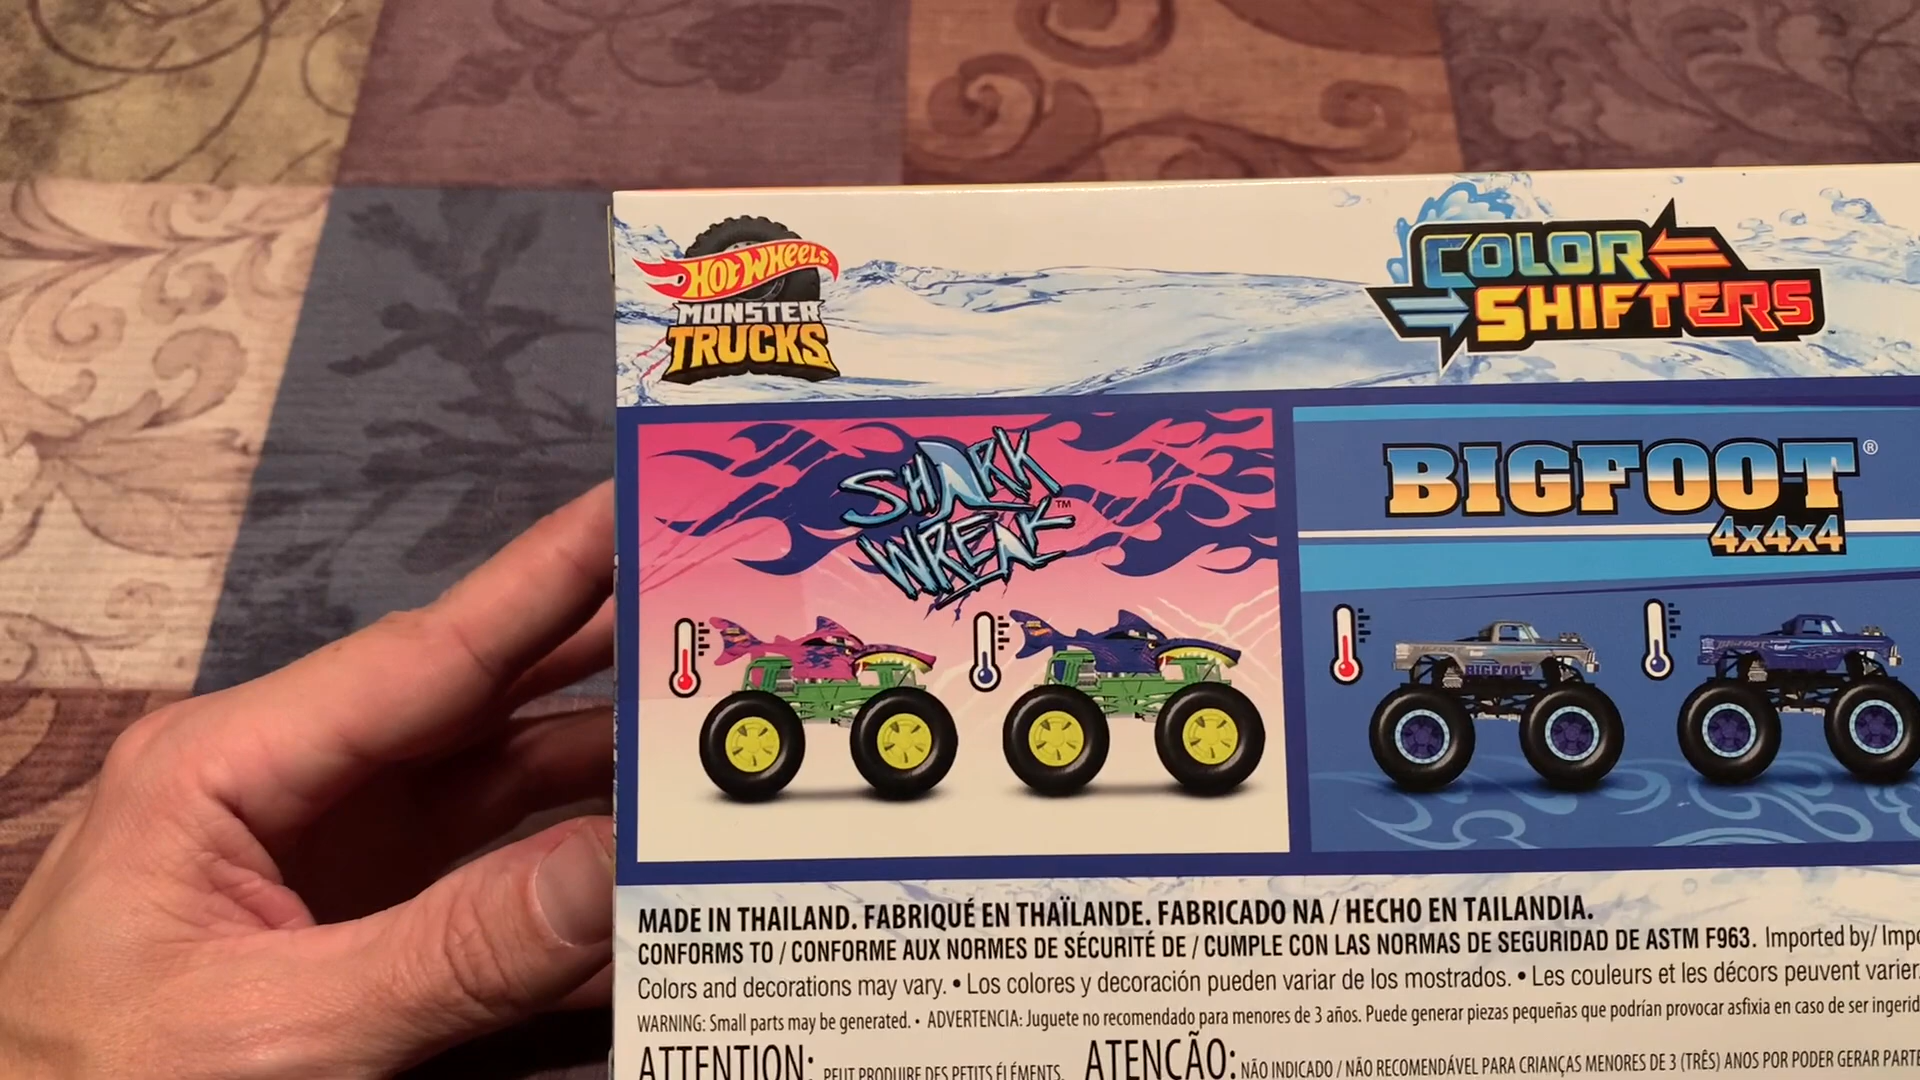 HOT WHEELS
MONSTER
TRUCKS
COLOR
SHIFTERS
SHARK
WREAK™
BIGFOOT®
4x4x4
BIGFOOT
BIGFOOT
MADE IN THAILAND. FABRIQUÉ EN THAÏLANDE. FABRICADO NA / HECHO EN TAILANDIA.
CONFORMS TO / CONFORME AUX NORMES DE SÉCURITÉ DE / CUMPLE CON LAS NORMAS DE SEGURIDAD DE ASTM F963. Imported by/ Impo
Colors and decorations may vary. • Los colores y decoración pueden variar de los mostrados. • Les couleurs et les décors peuvent varier.
WARNING: Small parts may be generated. • ADVERTENCIA: Juguete no recomendado para menores de 3 años. Puede generar piezas pequeñas que podrían provocar asfixia en caso de ser ingerid
ATTENTION: PEUT PRODUIRE DES PETITS ÉLÉMENTS. ATENÇÃO: NÃO INDICADO / NÃO RECOMENDÁVEL PARA CRIANÇAS MENORES DE 3 (TRÊS) ANOS POR PODER GERAR PARTE